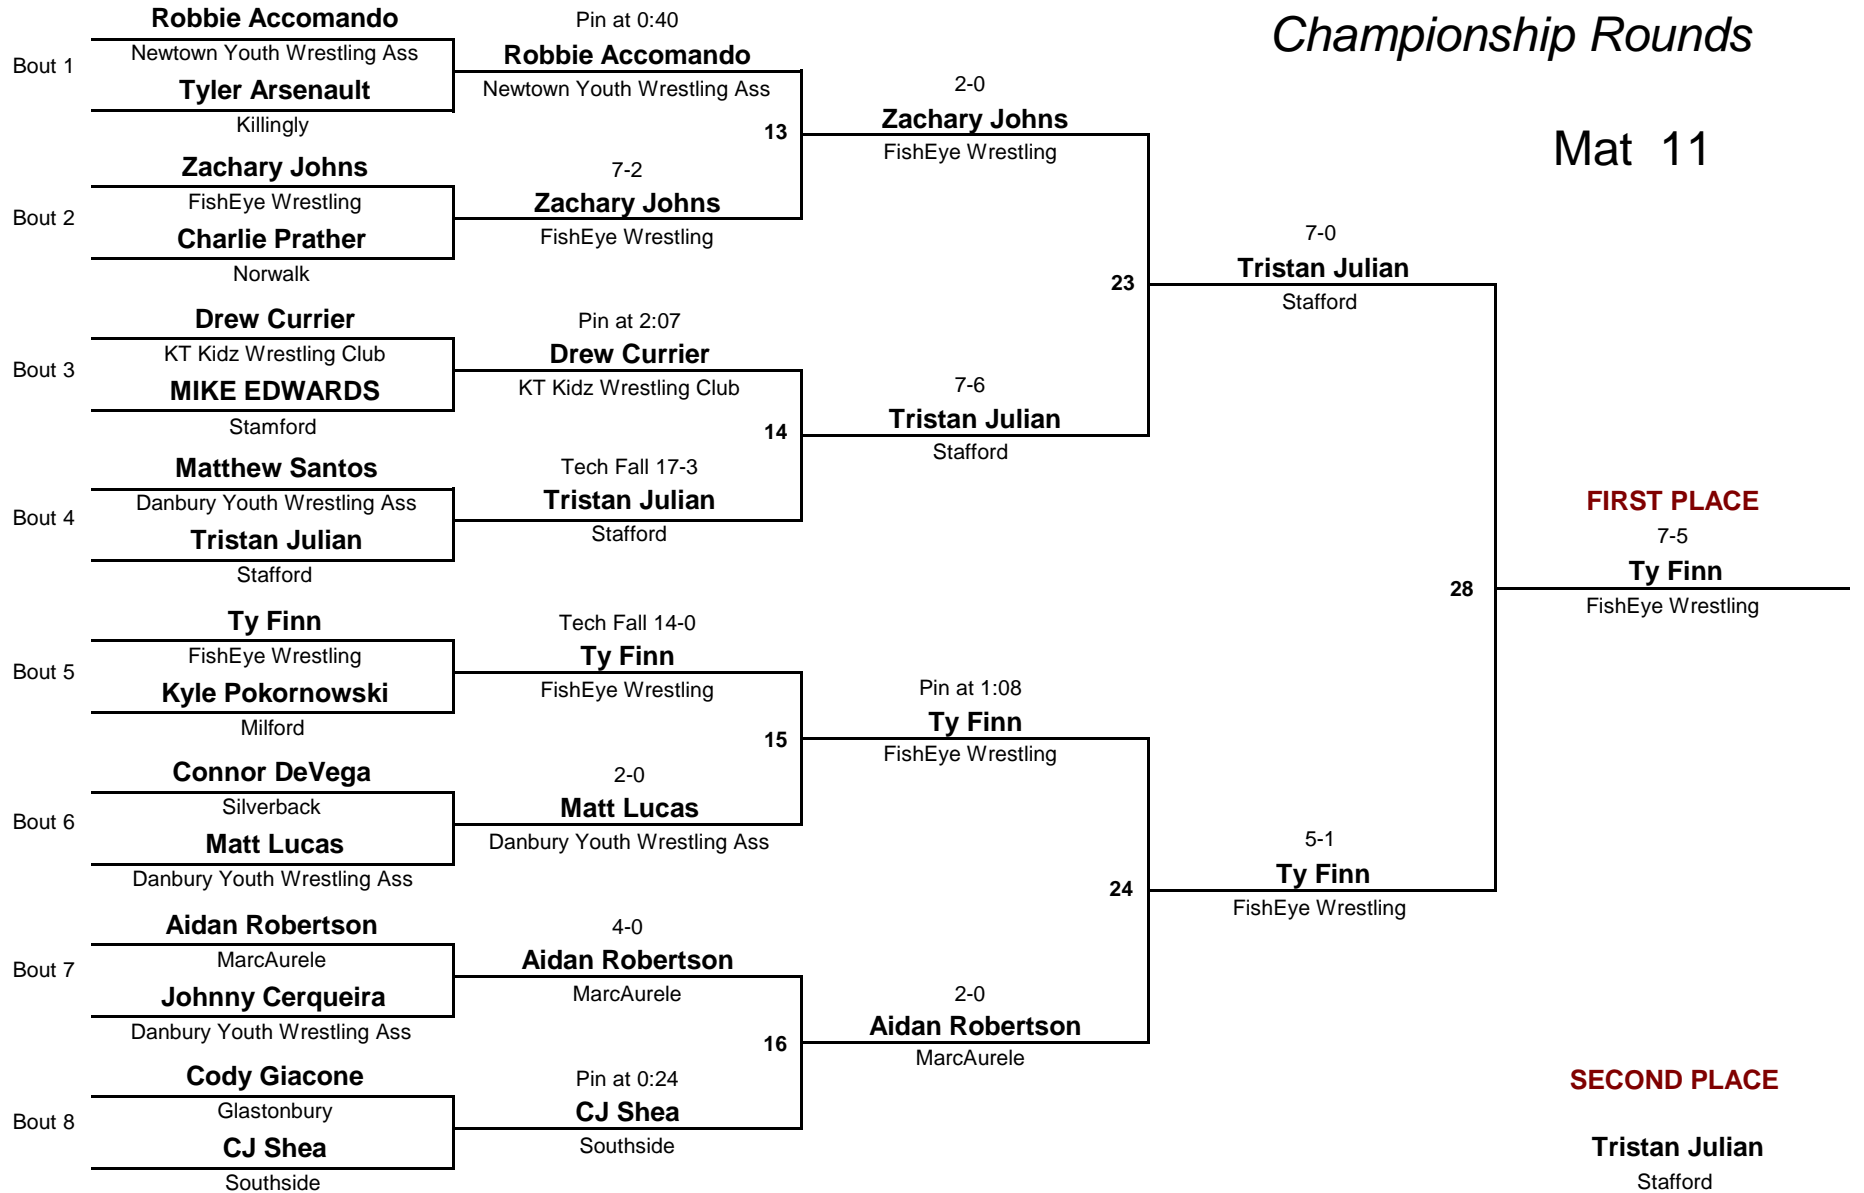 Championship Rounds
Mat 11
Bout 1
Robbie Accomando
Newtown Youth Wrestling Ass
Tyler Arsenault
Killingly
Bout 2
Zachary Johns
FishEye Wrestling
Charlie Prather
Norwalk
Bout 3
Drew Currier
KT Kidz Wrestling Club
MIKE EDWARDS
Stamford
Bout 4
Matthew Santos
Danbury Youth Wrestling Ass
Tristan Julian
Stafford
Bout 5
Ty Finn
FishEye Wrestling
Kyle Pokornowski
Milford
Bout 6
Connor DeVega
Silverback
Matt Lucas
Danbury Youth Wrestling Ass
Bout 7
Aidan Robertson
MarcAurele
Johnny Cerqueira
Danbury Youth Wrestling Ass
Bout 8
Cody Giacone
Glastonbury
CJ Shea
Southside
Pin at 0:40
Robbie Accomando
Newtown Youth Wrestling Ass
13
7-2
Zachary Johns
FishEye Wrestling
Pin at 2:07
Drew Currier
KT Kidz Wrestling Club
14
Tech Fall 17-3
Tristan Julian
Stafford
Tech Fall 14-0
Ty Finn
FishEye Wrestling
15
2-0
Matt Lucas
Danbury Youth Wrestling Ass
4-0
Aidan Robertson
MarcAurele
16
Pin at 0:24
CJ Shea
Southside
2-0
Zachary Johns
FishEye Wrestling
23
7-6
Tristan Julian
Stafford
Pin at 1:08
Ty Finn
FishEye Wrestling
24
2-0
Aidan Robertson
MarcAurele
7-0
Tristan Julian
Stafford
28
5-1
Ty Finn
FishEye Wrestling
FIRST PLACE
7-5
Ty Finn
FishEye Wrestling
SECOND PLACE
Tristan Julian
Stafford